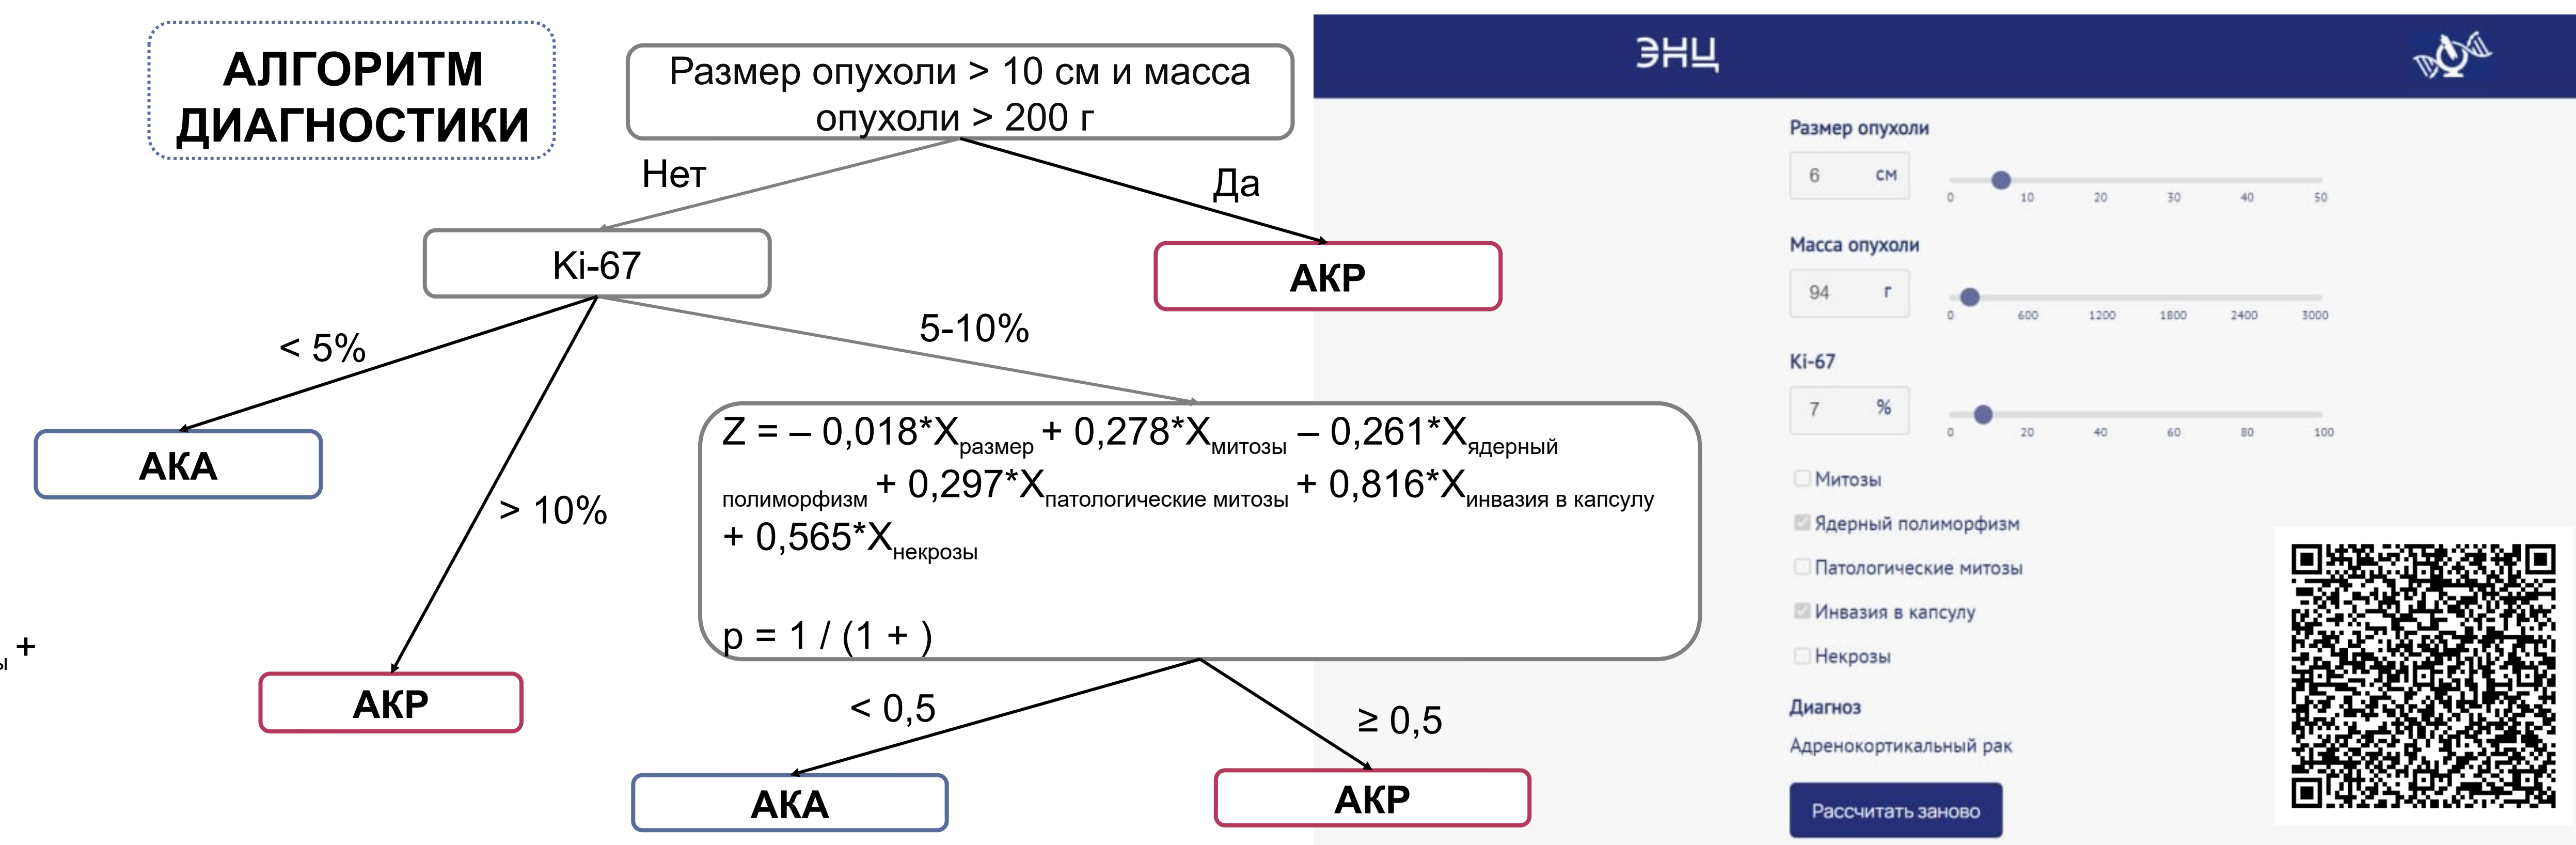 АЛГОРИТМ
ДИАГНОСТИКИ
Размер опухоли > 10 см и масса
опухоли > 200 г
Нет
Да
Ki-67
АКР
< 5%
5-10%
> 10%
АКА
АКР
Z = – 0,018*Xразмер + 0,278*Xмитозы – 0,261*Xядерный
полиморфизм + 0,297*Xпатологические митозы + 0,816*Xинвазия в капсулу
+ 0,565*Xнекрозы
p = 1 / (1 + )
< 0,5
≥ 0,5
АКА
АКР
ы +
ЭНЦ
Размер опухоли
6 см
0 10 20 30 40 50
Масса опухоли
94 г
0 600 1200 1800 2400 3000
Ki-67
7 %
0 20 40 60 80 100
Митозы
Ядерный полиморфизм
Патологические митозы
Инвазия в капсулу
Некрозы
Диагноз
Адренокортикальный рак
Рассчитать заново